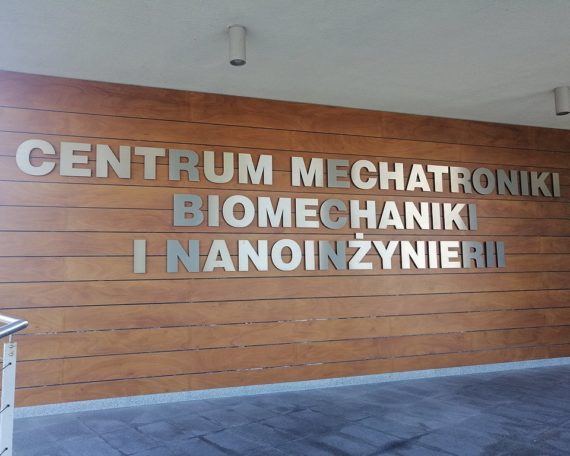 CENTRUM MECHATRONIKI
BIOMECHANIKI
I NANOINŻYNIERII